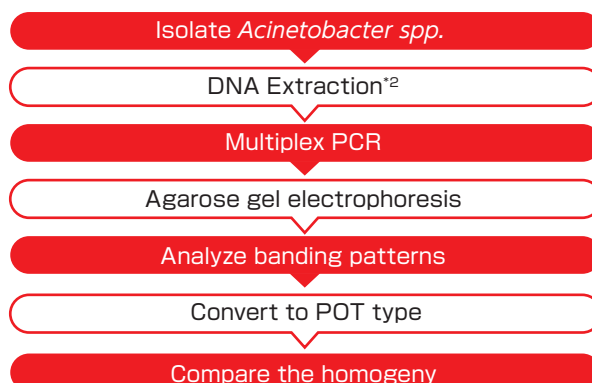 Isolate Acinetobacter spp.
DNA Extraction*2
Multiplex PCR
Agarose gel electrophoresis
Analyze banding patterns
Convert to POT type
Compare the homogeny